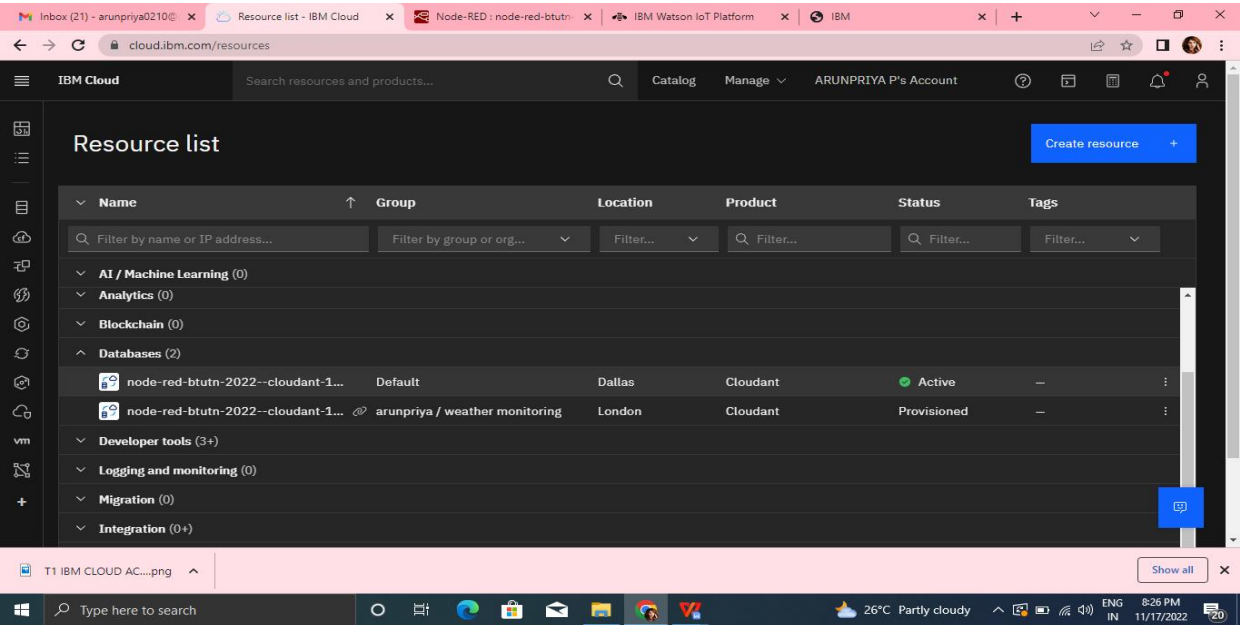 Inbox (21) - arunpriya0210@ Resource list - IBM Cloud Node-RED : node-red-btutn- IBM Watson IoT Platform IBM
cloud.ibm.com/resources
IBM Cloud Search resources and products... Catalog Manage ARUNPRIYA P's Account
Resource list Create resource +
Name Group Location Product Status Tags
Filter by name or IP address... Filter by group or org... Filter... Filter... Filter... Filter...
AI / Machine Learning (0)
Analytics (0)
Blockchain (0)
Databases (2)
node-red-btutn-2022--cloudant-1... Default Dallas Cloudant Active –
node-red-btutn-2022--cloudant-1... arunpriya / weather monitoring London Cloudant Provisioned –
vm Developer tools (3+)
Logging and monitoring (0)
Migration (0)
Integration (0+)
T1 IBM CLOUD AC....png Show all
Type here to search 26°C Partly cloudy ENG 8:26 PM
IN 11/17/2022 20